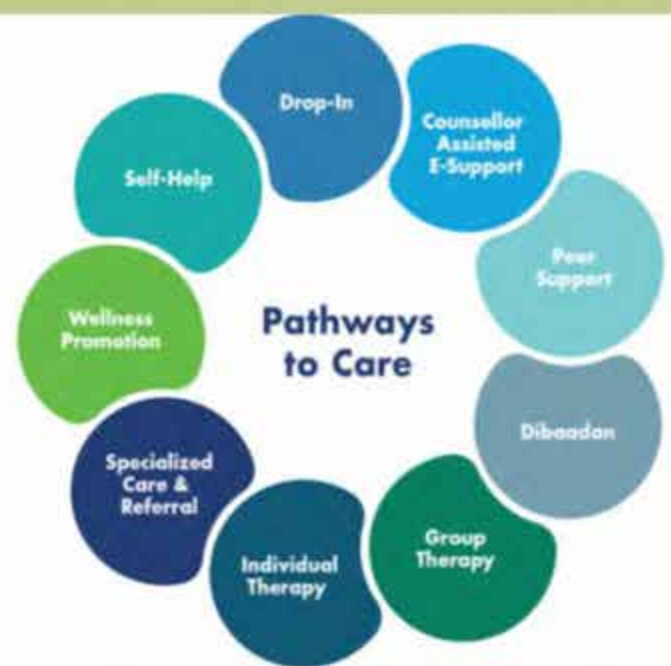 Drop-In
Counsellor
Assisted
E-Support
Peer
Support
Dibaadan
Group
Therapy
Individual
Therapy
Specialized
Care &
Referral
Wellness
Promotion
Self-Help
Pathways
to Care